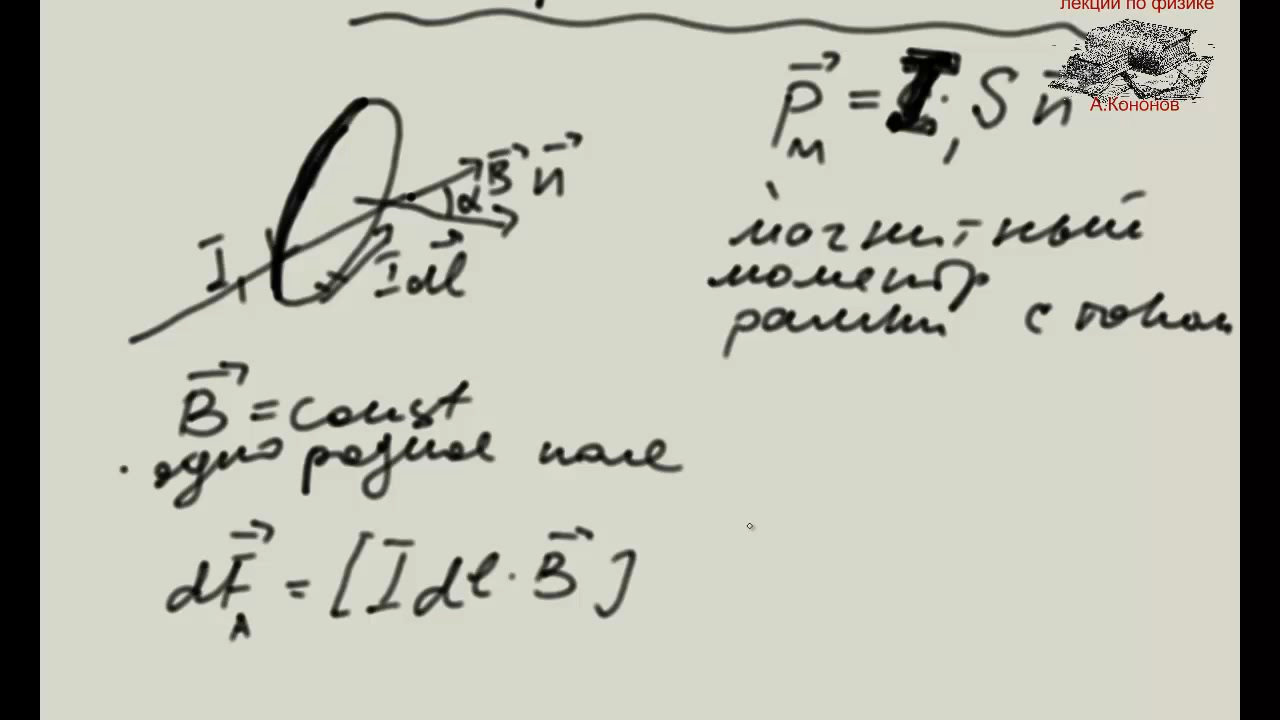 лекции по физике
А.Кононов
p⃗м = I · S n⃗
B⃗ n⃗
α
I
I dl⃗
магнитный
момент
рамки с током
B⃗ = const
однородное поле
dF⃗A = [I dl · B⃗]